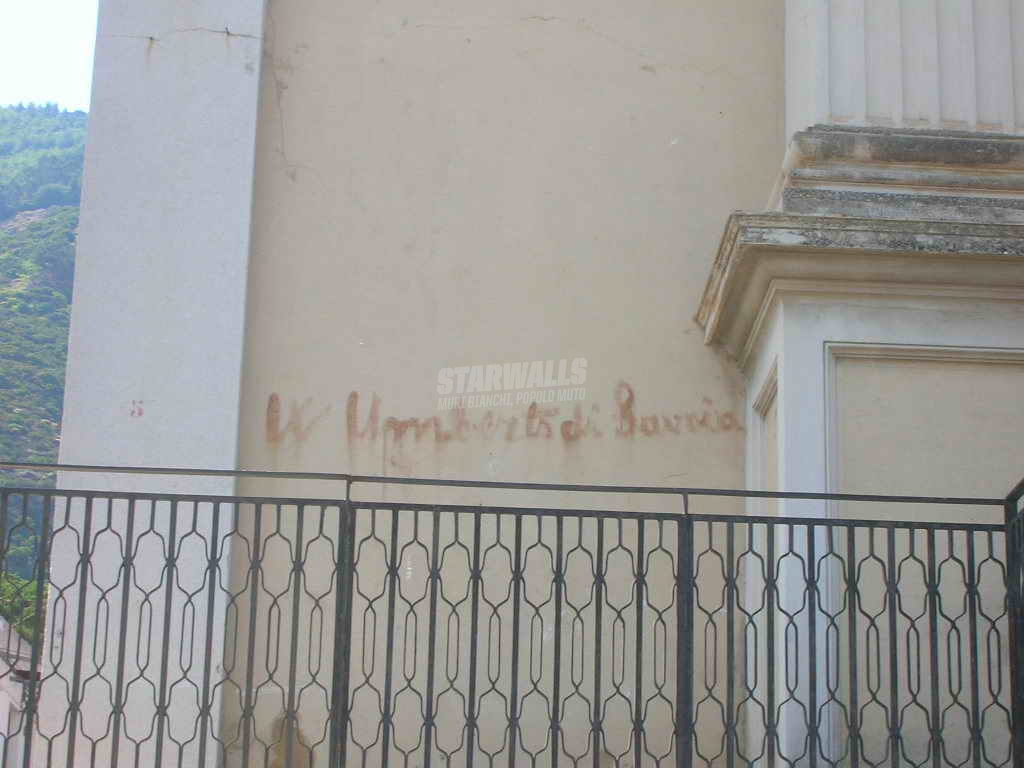 STARWALLS
MURI BIANCHI, POPOLO MUTO
W Umberto di Savoia